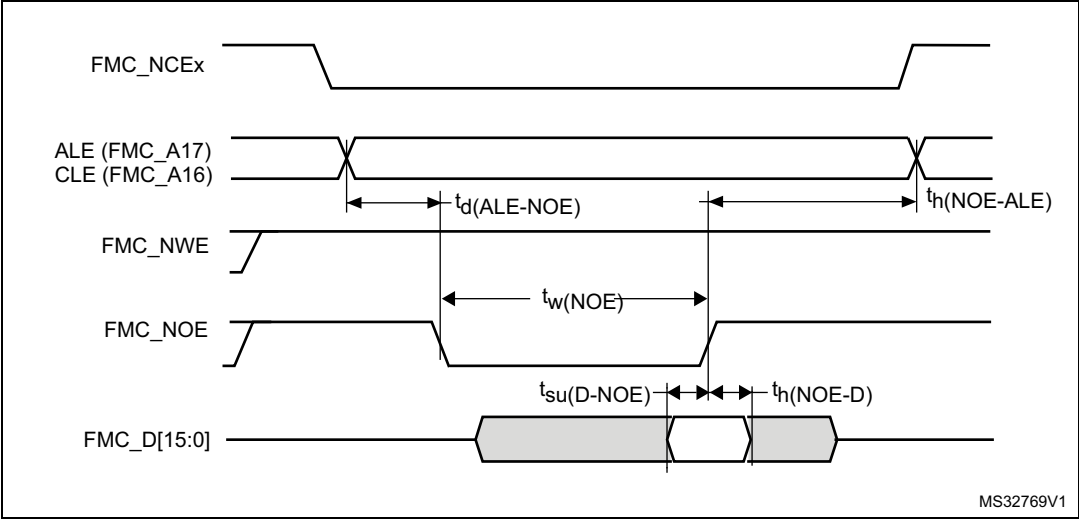 FMC_NCEx
ALE (FMC_A17)
CLE (FMC_A16)
td(ALE-NOE)
th(NOE-ALE)
FMC_NWE
tw(NOE)
FMC_NOE
tsu(D-NOE)
th(NOE-D)
FMC_D[15:0]
MS32769V1